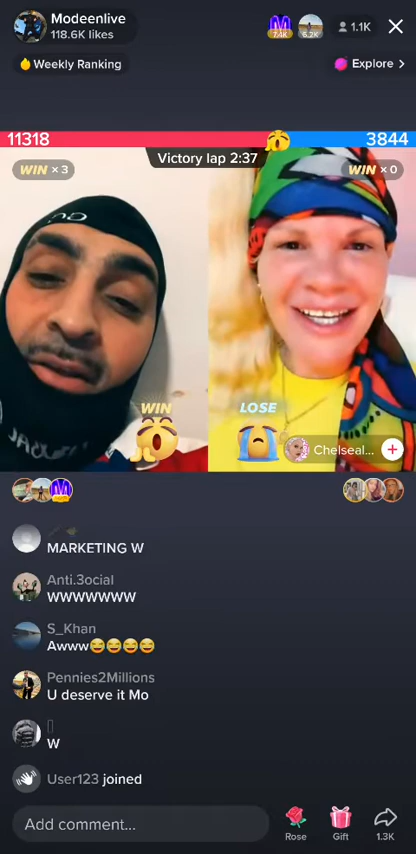 Modeenlive
118.6K likes
7.4K
6.2K
1.1K
Weekly Ranking
Explore >
11318
3844
Victory lap 2:37
WIN × 3
WIN × 0
WIN
LOSE
Chelseal...
MARKETING W
Anti.3ocial
WWWWWWW
S_Khan
Awww😂😂😂😂
Pennies2Millions
U deserve it Mo
W
User123 joined
Add comment...
Rose
Gift
1.3K